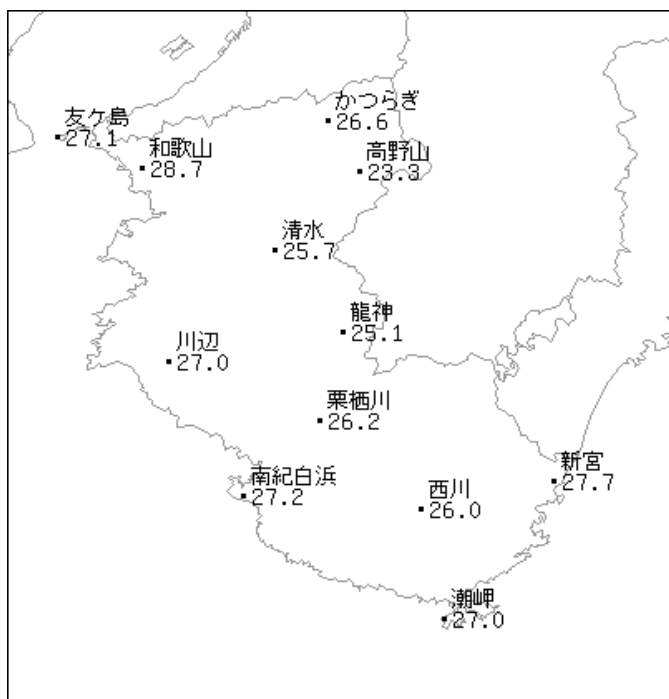 かつらぎ
26.6
友ケ島
27.1
和歌山
28.7
高野山
23.3
清水
25.7
龍神
25.1
川辺
27.0
栗栖川
26.2
新宮
27.7
南紀白浜
27.2
西川
26.0
潮岬
27.0